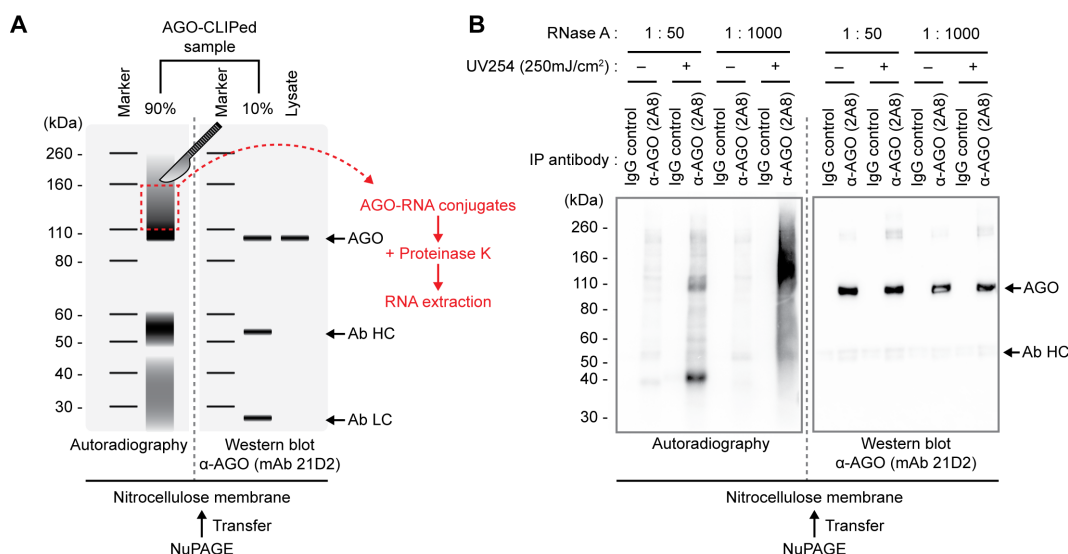 A
AGO-CLIPed
sample
Marker
90%
Marker
10%
Lysate
(kDa)
260
160
110
80
60
50
40
30
AGO-RNA conjugates
+ Proteinase K
RNA extraction
AGO
Ab HC
Ab LC
Autoradiography
Western blot
α-AGO (mAb 21D2)
Nitrocellulose membrane
Transfer
NuPAGE
B
RNase A : 1 : 50 1 : 1000 1 : 50 1 : 1000
UV254 (250mJ/cm²) – + – + – + – +
IP antibody :
IgG control
α-AGO (2A8)
IgG control
α-AGO (2A8)
IgG control
α-AGO (2A8)
IgG control
α-AGO (2A8)
IgG control
α-AGO (2A8)
IgG control
α-AGO (2A8)
IgG control
α-AGO (2A8)
IgG control
α-AGO (2A8)
(kDa)
260 -
160 -
110 -
80 -
60 -
50 -
40 -
30 -
AGO
Ab HC
Autoradiography
Western blot
α-AGO (mAb 21D2)
Nitrocellulose membrane
Transfer
NuPAGE